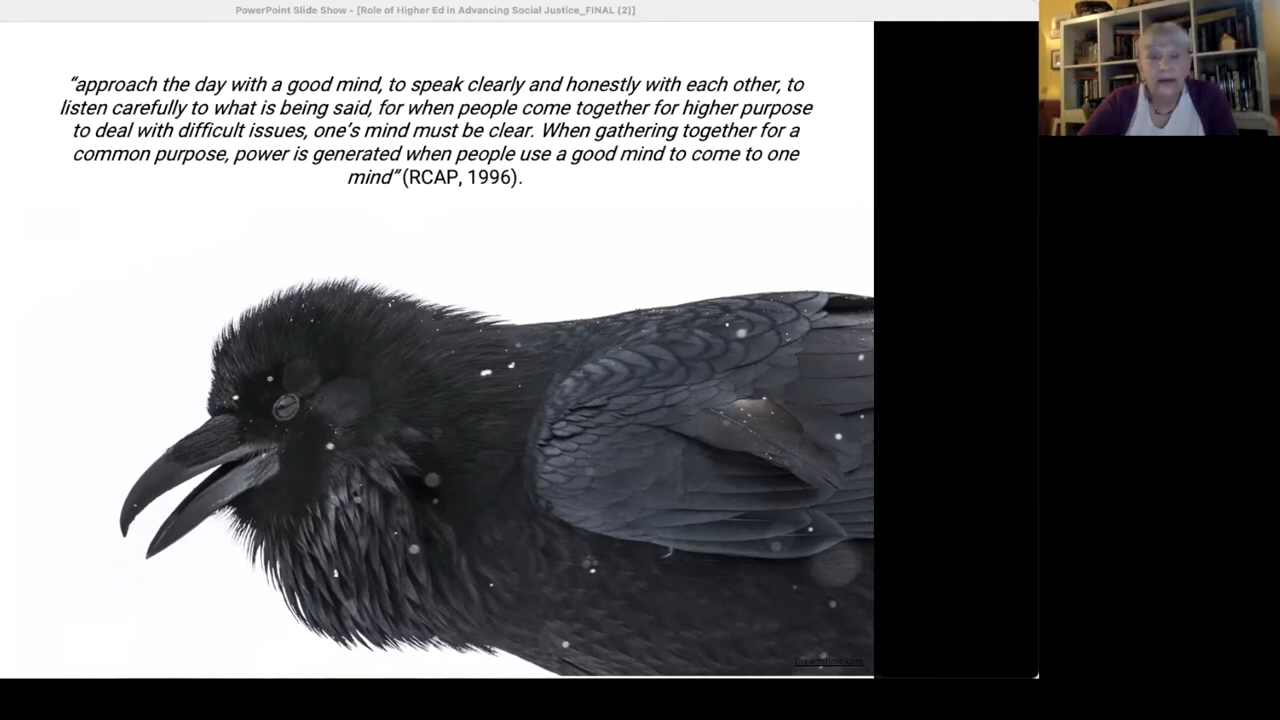 PowerPoint Slide Show - [Role of Higher Ed in Advancing Social Justice_FINAL (2)]
“approach the day with a good mind, to speak clearly and honestly with each other, to
listen carefully to what is being said, for when people come together for higher purpose
to deal with difficult issues, one’s mind must be clear. When gathering together for a
common purpose, power is generated when people use a good mind to come to one
mind” (RCAP, 1996).
Dreamstime.com